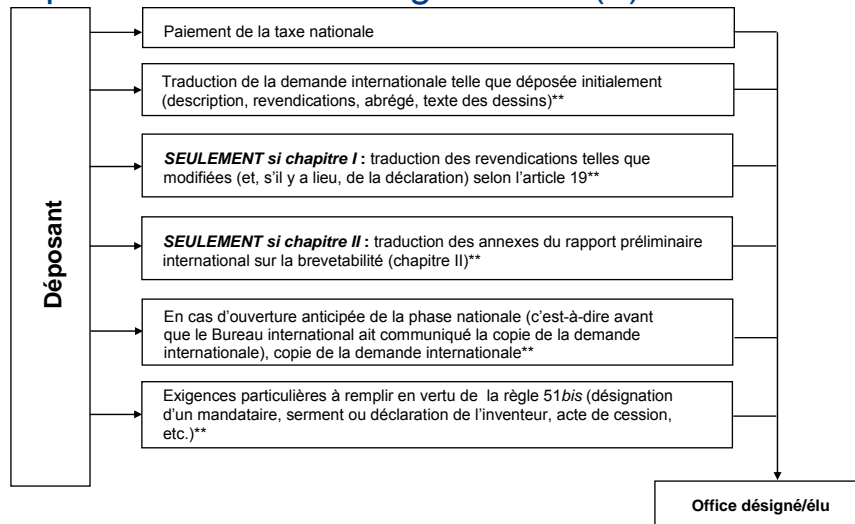 Déposant
Paiement de la taxe nationale
Traduction de la demande internationale telle que déposée initialement
(description, revendications, abrégé, texte des dessins)**
SEULEMENT si chapitre I : traduction des revendications telles que
modifiées (et, s'il y a lieu, de la déclaration) selon l'article 19**
SEULEMENT si chapitre II : traduction des annexes du rapport préliminaire
international sur la brevetabilité (chapitre II)**
En cas d'ouverture anticipée de la phase nationale (c'est-à-dire avant
que le Bureau international ait communiqué la copie de la demande
internationale), copie de la demande internationale**
Exigences particulières à remplir en vertu de la règle 51bis (désignation
d'un mandataire, serment ou déclaration de l'inventeur, acte de cession,
etc.)**
Office désigné/élu